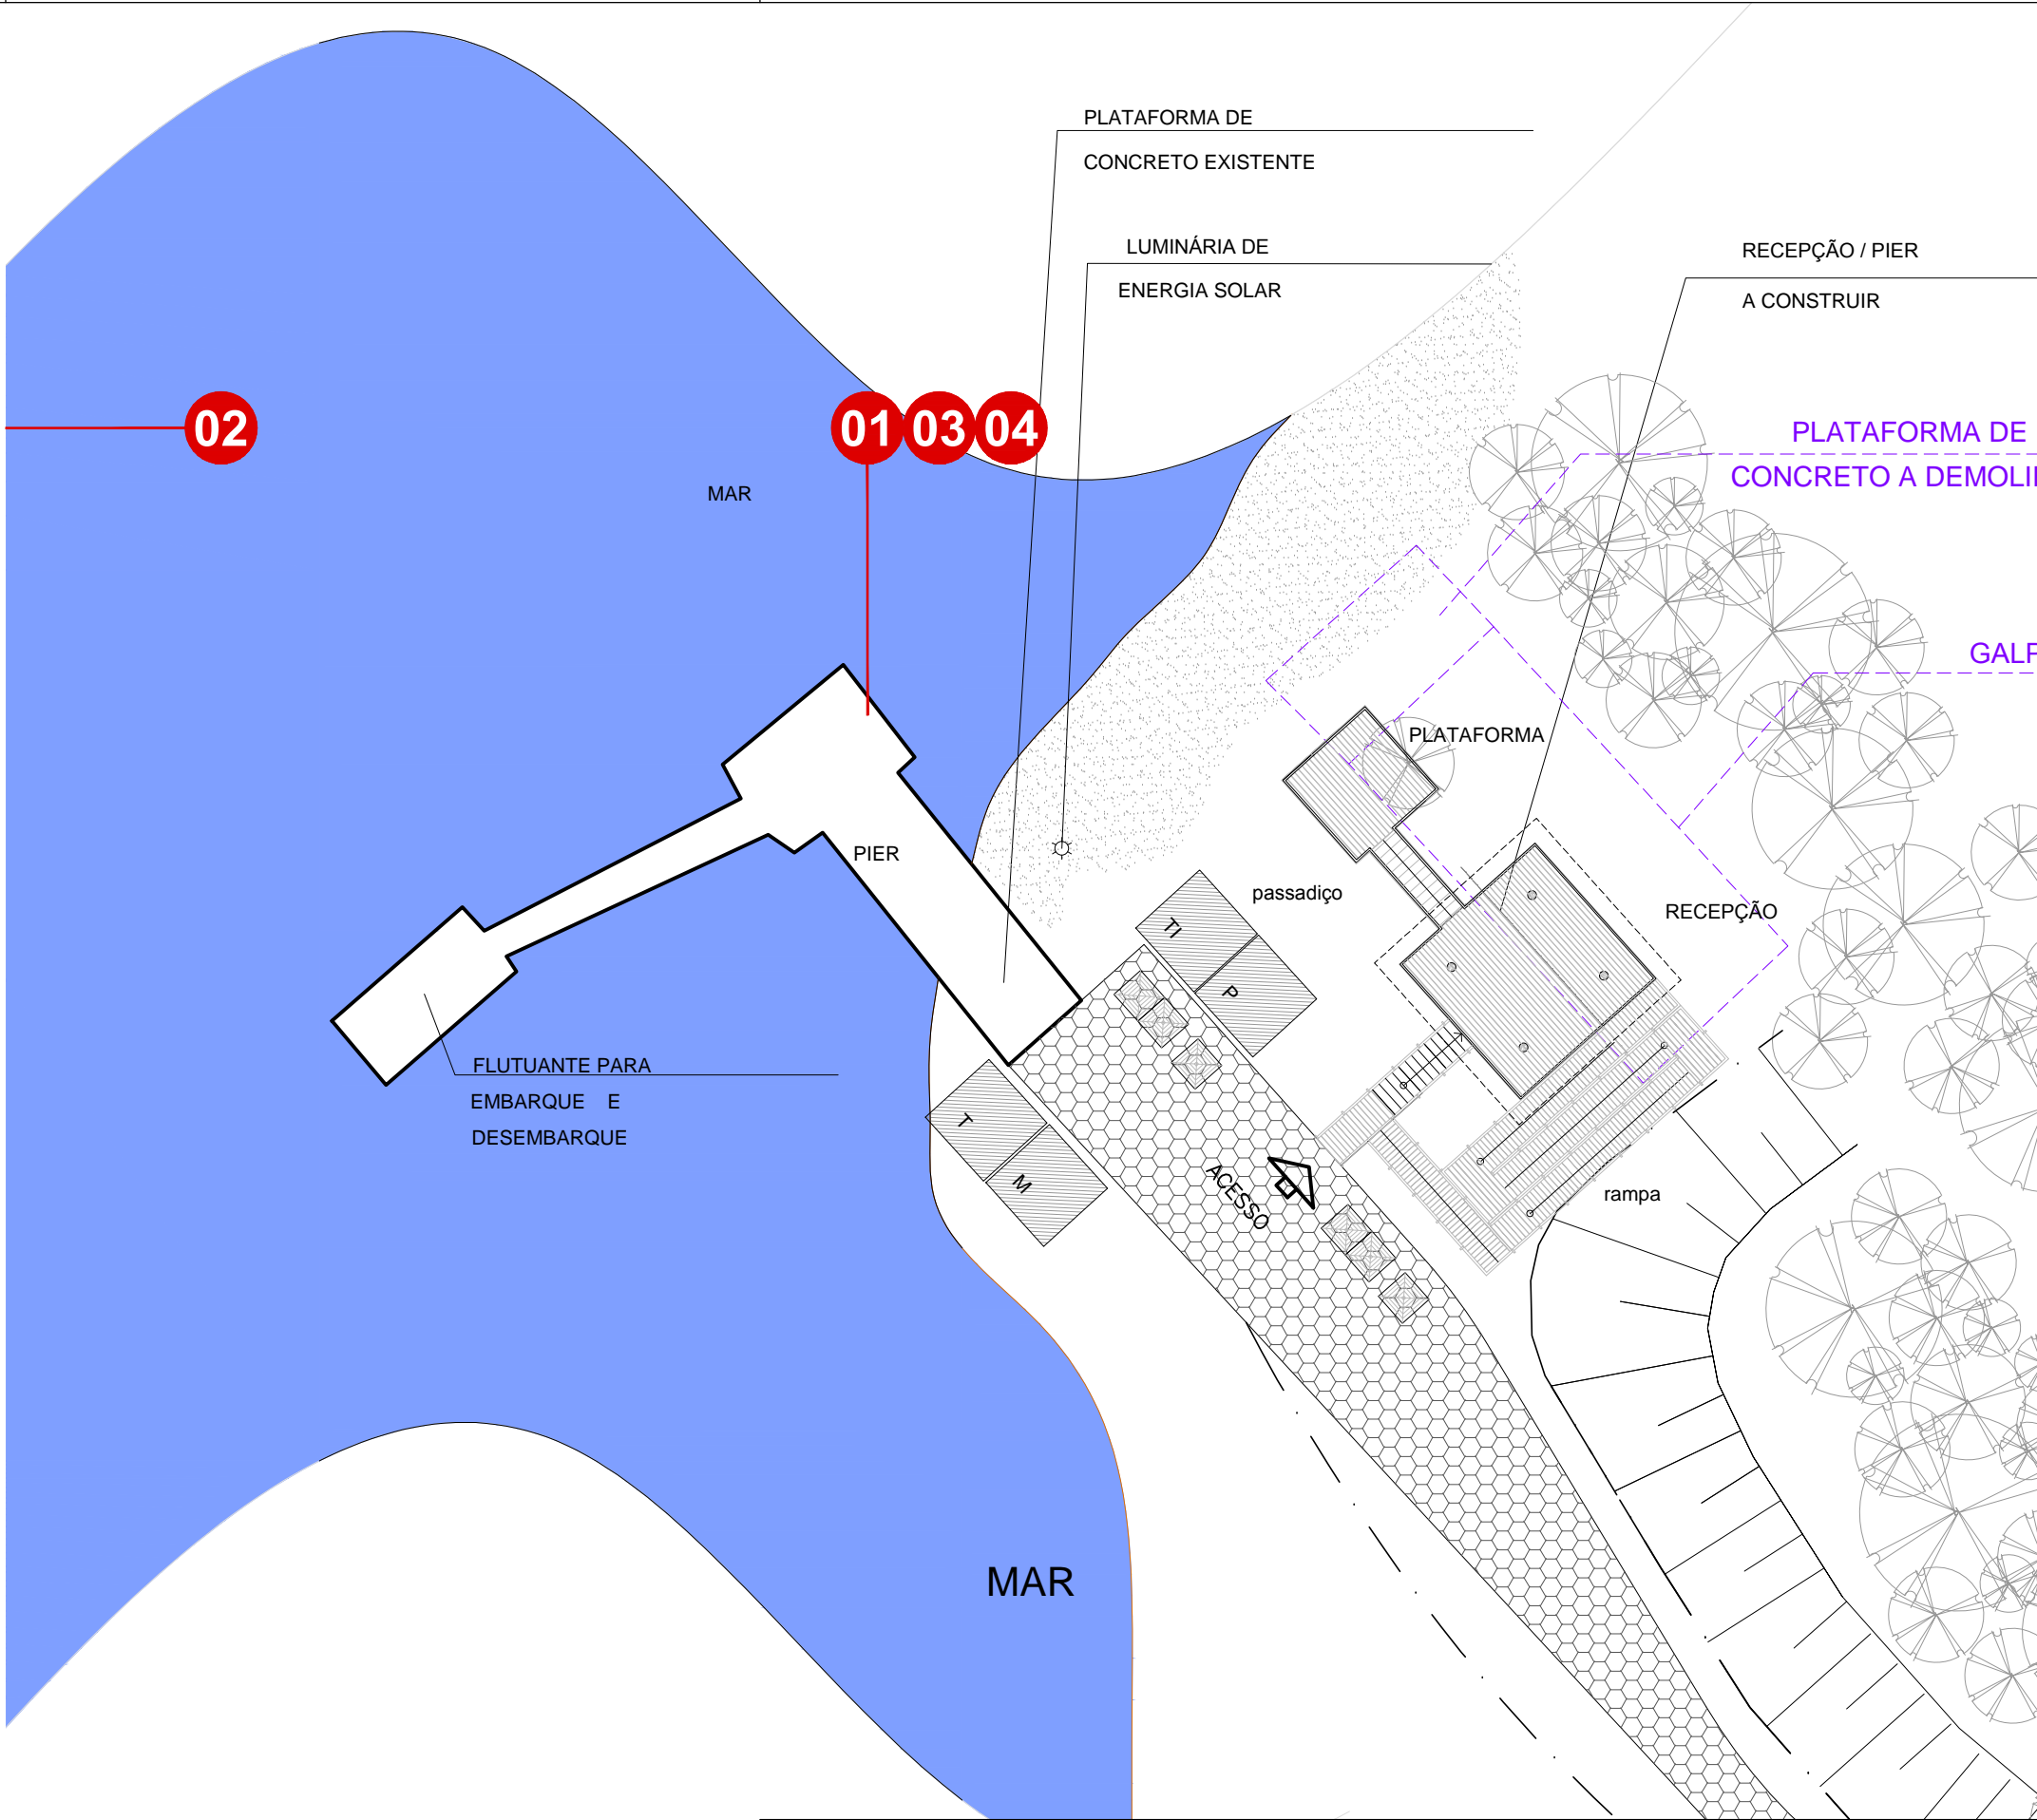 PLATAFORMA DE
CONCRETO EXISTENTE
LUMINÁRIA DE
ENERGIA SOLAR
RECEPÇÃO / PIER
A CONSTRUIR
02
01 03 04
PLATAFORMA DE
CONCRETO A DEMOLI
MAR
GAL
PLATAFORMA
PIER
passadiço
RECEPÇÃO
TI
P
FLUTUANTE PARA
EMBARQUE E
DESEMBARQUE
T
M
ACESSO
rampa
MAR